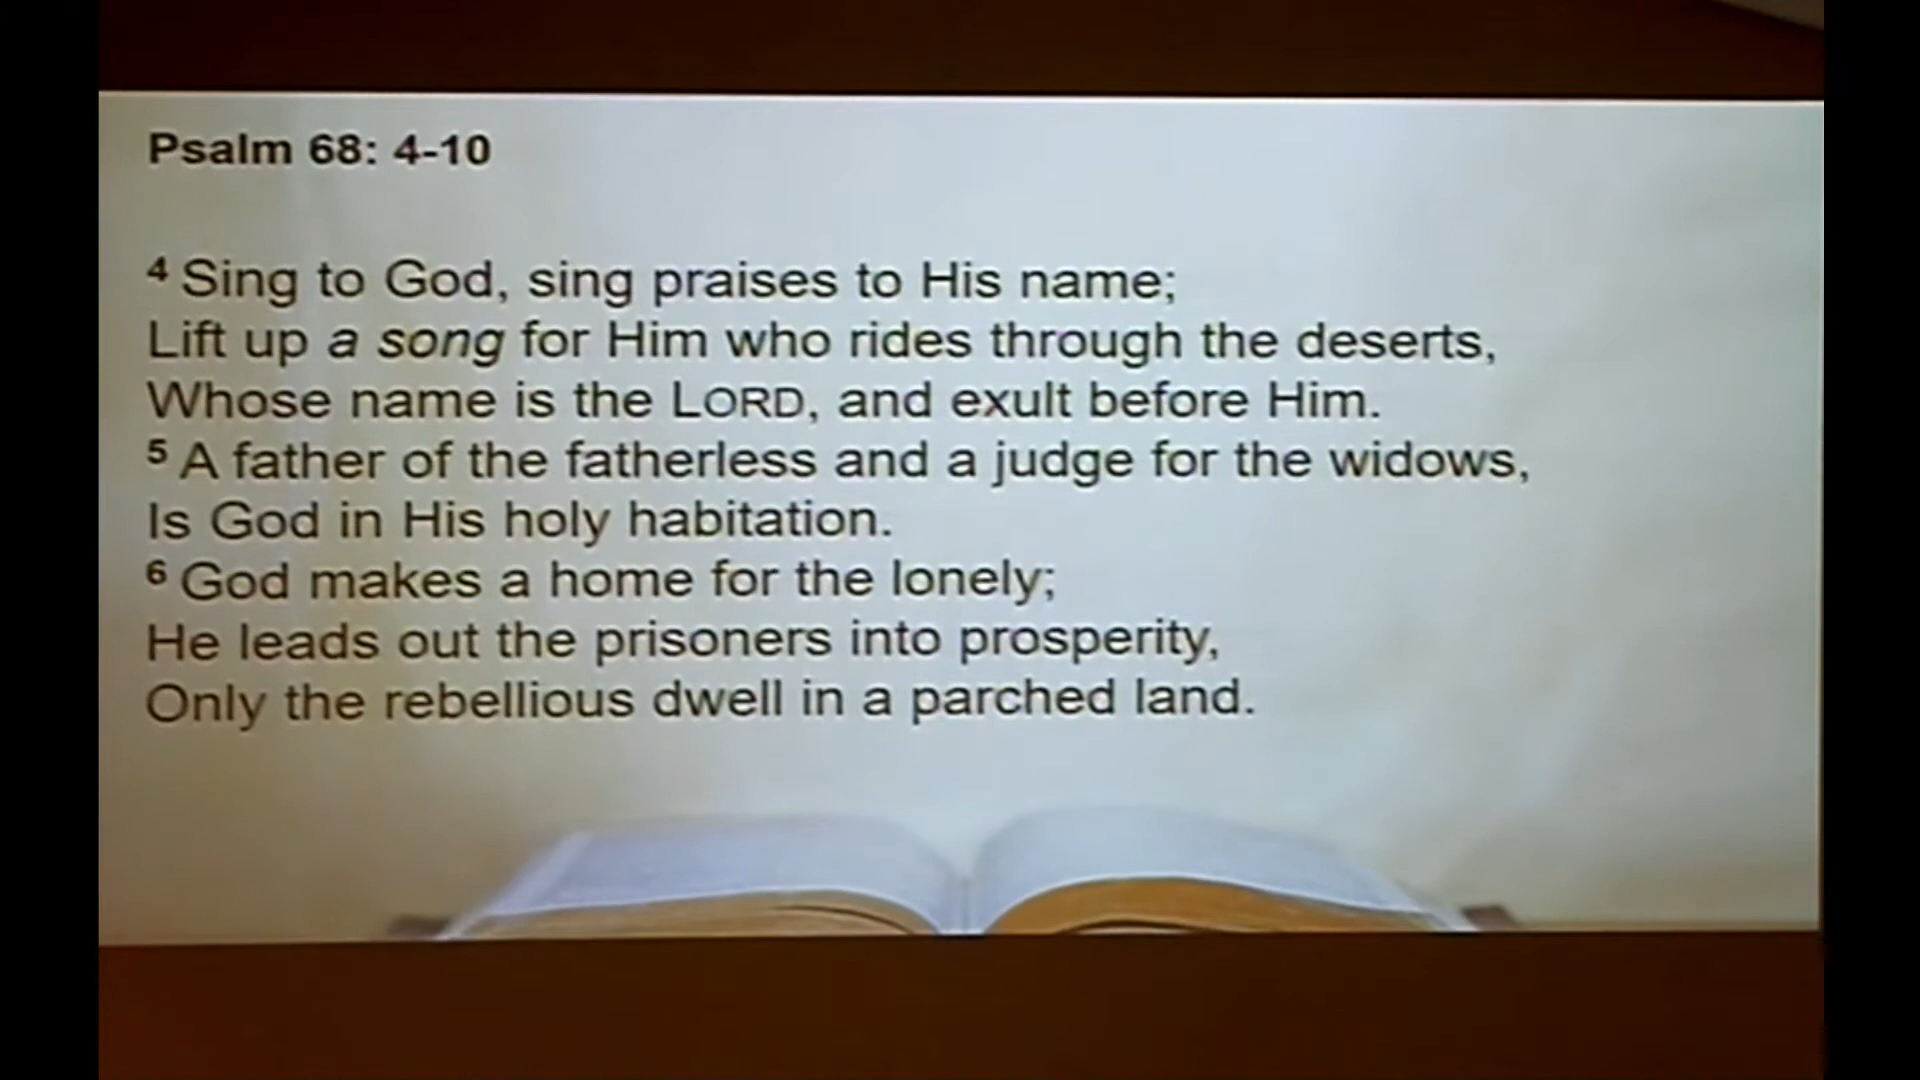 Psalm 68: 4-10
4 Sing to God, sing praises to His name;
Lift up a song for Him who rides through the deserts,
Whose name is the LORD, and exult before Him.
5 A father of the fatherless and a judge for the widows,
Is God in His holy habitation.
6 God makes a home for the lonely;
He leads out the prisoners into prosperity,
Only the rebellious dwell in a parched land.